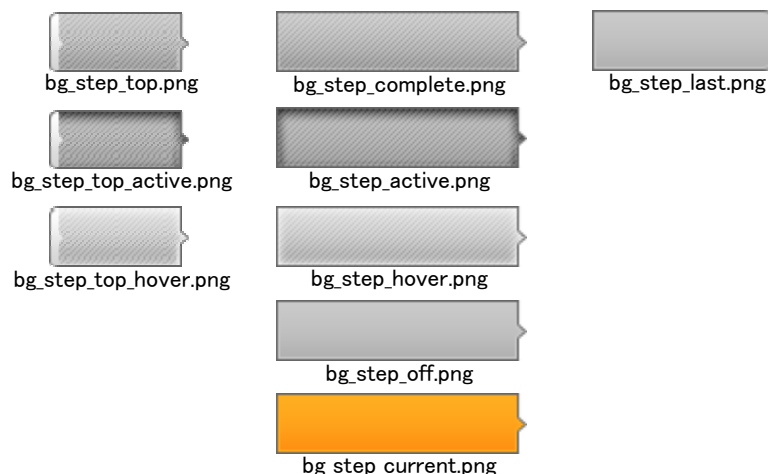 bg_step_top.png
bg_step_complete.png
bg_step_last.png
bg_step_top_active.png
bg_step_active.png
bg_step_top_hover.png
bg_step_hover.png
bg_step_off.png
bg_step_current.png